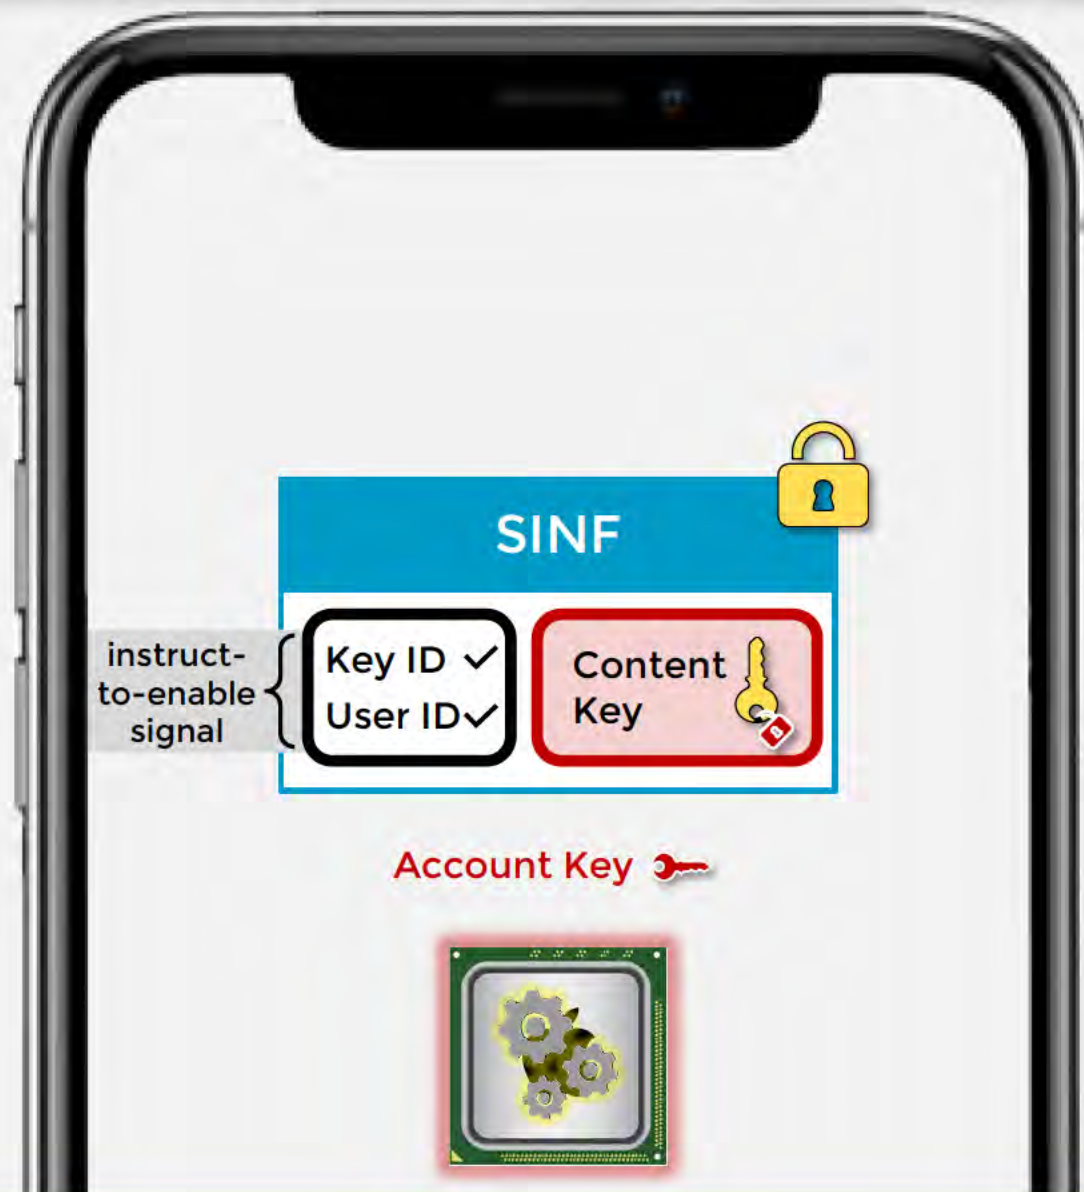 SINF
instruct-
to-enable
signal
Key ID ✓
User ID✓
Content
Key
Account Key